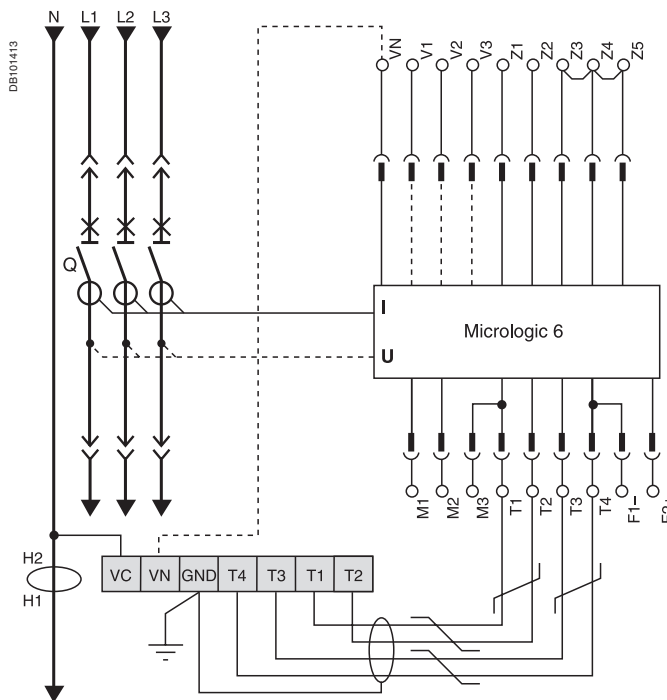 N L1 L2 L3
DB101413
VN V1 V2 V3 Z1 Z2 Z3 Z4 Z5
Q
I
Micrologic 6
U
M1 M2 M3 T1 T2 T3 T4 F1–
H2
VC VN GND T4 T3 T1 T2
H1